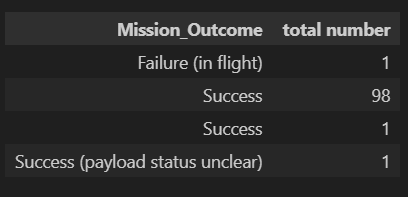 Mission_Outcome total number
Failure (in flight) 1
Success 98
Success 1
Success (payload status unclear) 1